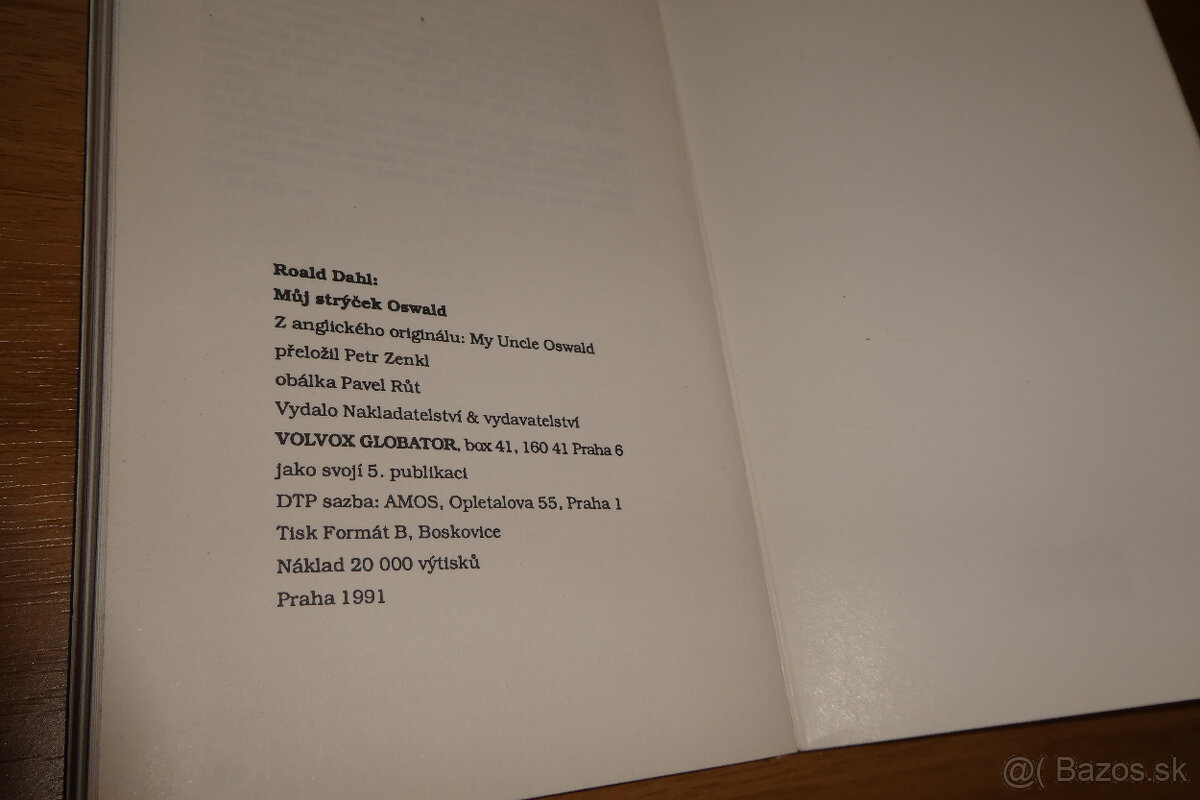 Roald Dahl:
Můj strýček Oswald
Z anglického originálu: My Uncle Oswald
přeložil Petr Zenkl
obálka Pavel Růt
Vydalo Nakladatelství & vydavatelství
VOLVOX GLOBATOR, box 41, 160 41 Praha 6
jako svojí 5. publikaci
DTP sazba: AMOS, Opletalova 55, Praha 1
Tisk Formát B, Boskovice
Náklad 20 000 výtisků
Praha 1991
@( Bazos.sk